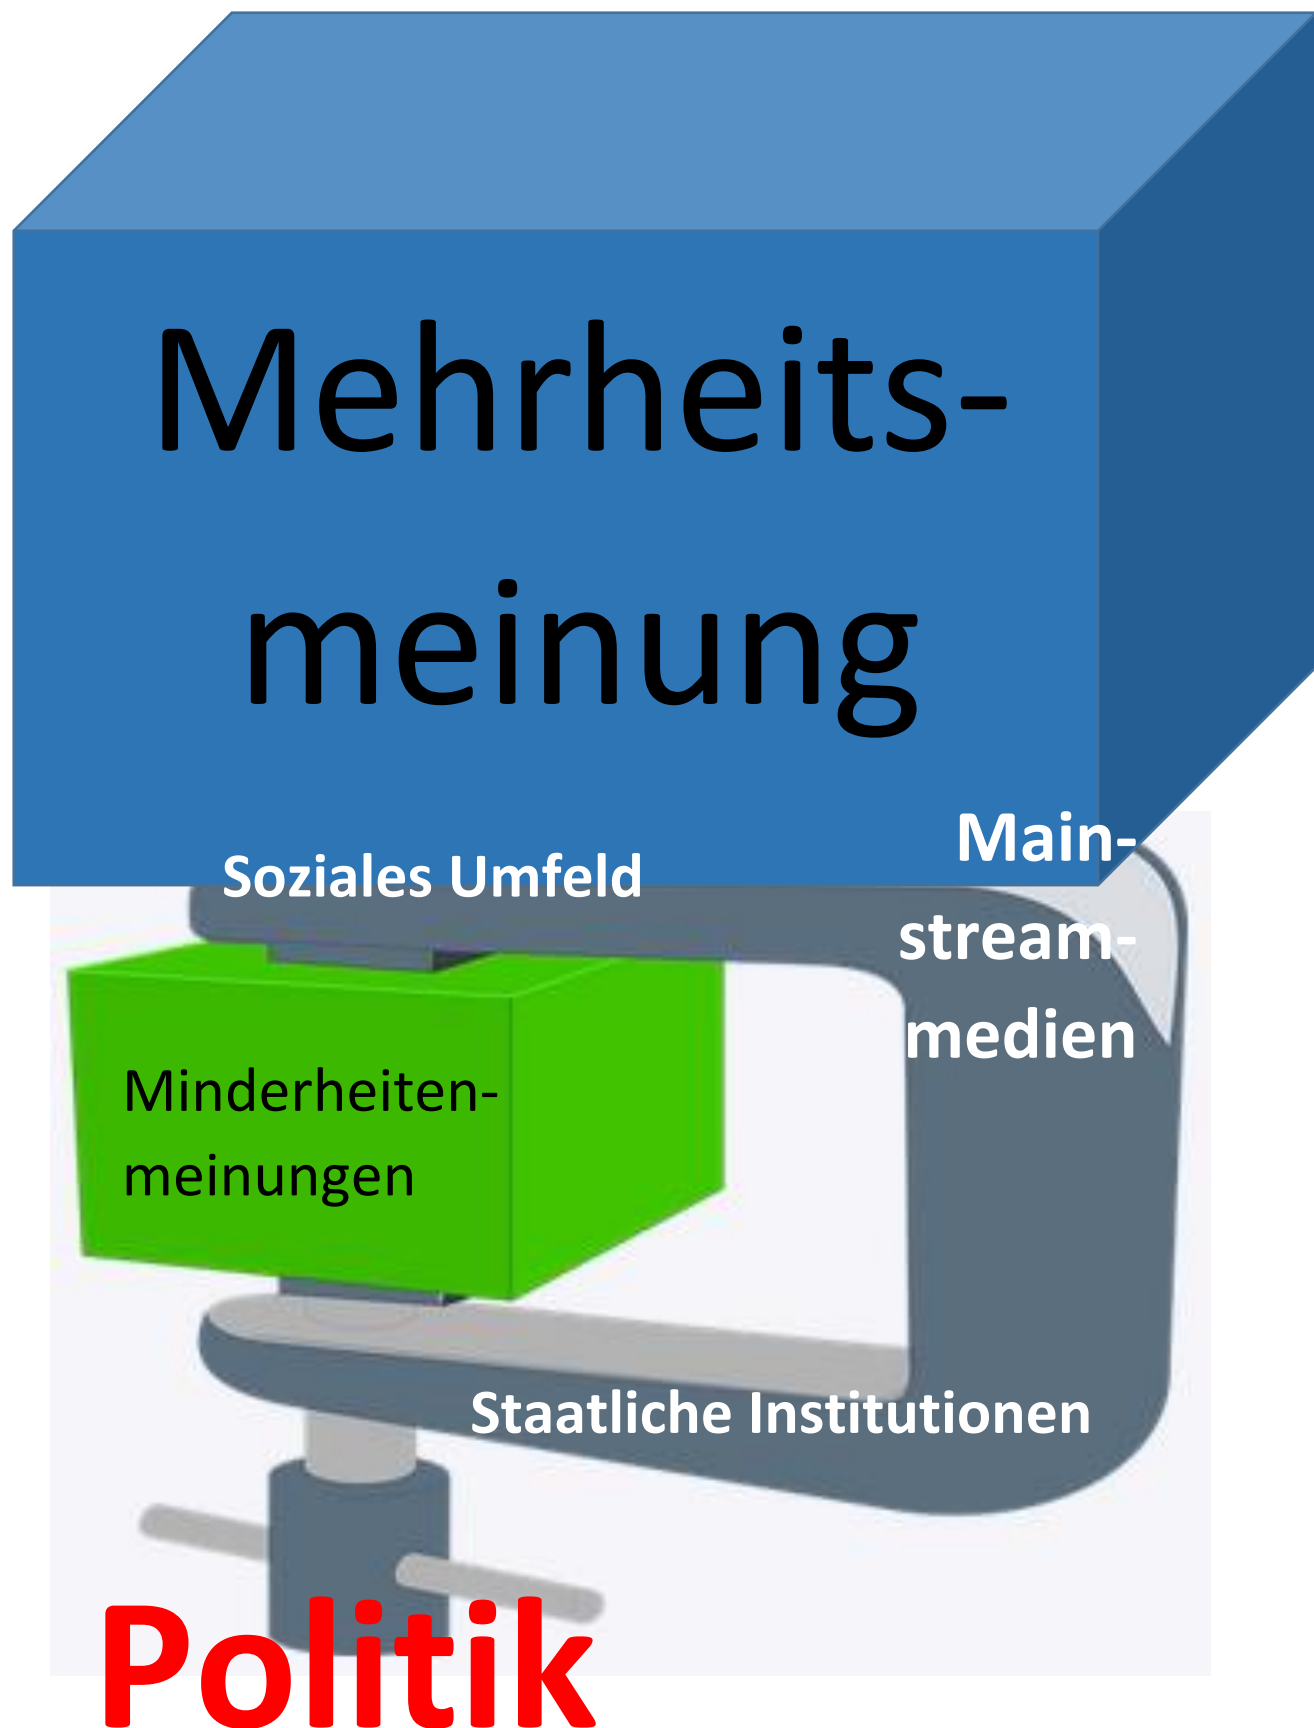 Mehrheits-
meinung
Soziales Umfeld
Main-
stream-
medien
Minderheiten-
meinungen
Staatliche Institutionen
Politik